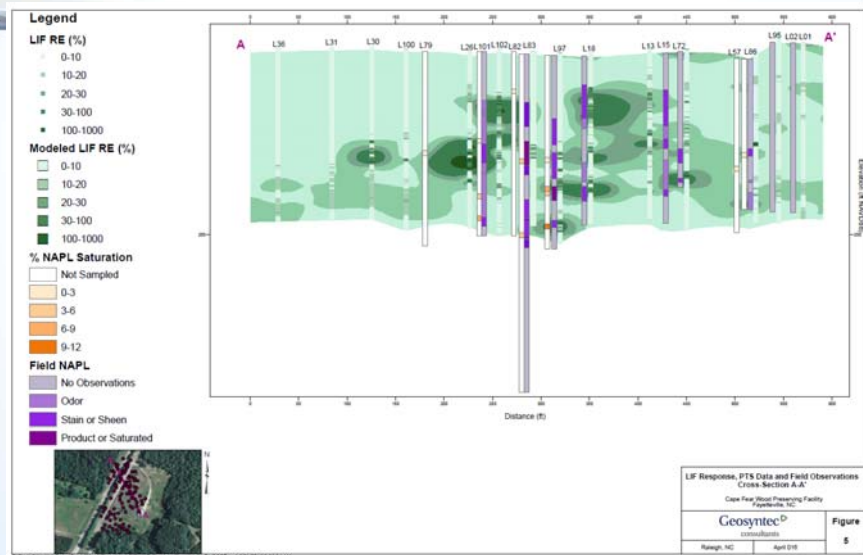 Legend
LIF RE (%)
0-10
10-20
20-30
30-100
100-1000
Modeled LIF RE (%)
0-10
10-20
20-30
30-100
100-1000
% NAPL Saturation
Not Sampled
0-3
3-6
6-9
9-12
Field NAPL
No Observations
Odor
Stain or Sheen
Product or Saturated
A A'
L36 L31 L30 L100 L79 L26 L101 L102 L82 L83 L97 L18 L13 L15 L72 L57 L86 L95 L02 L01
Distance (ft)
LIF Response, PTS Data and Field Observations
Cross-Section A-A'
Cape Fear Wood Preserving Facility
Fayetteville, NC
Geosyntec
consultants
Figure
5
Raleigh, NC April 016